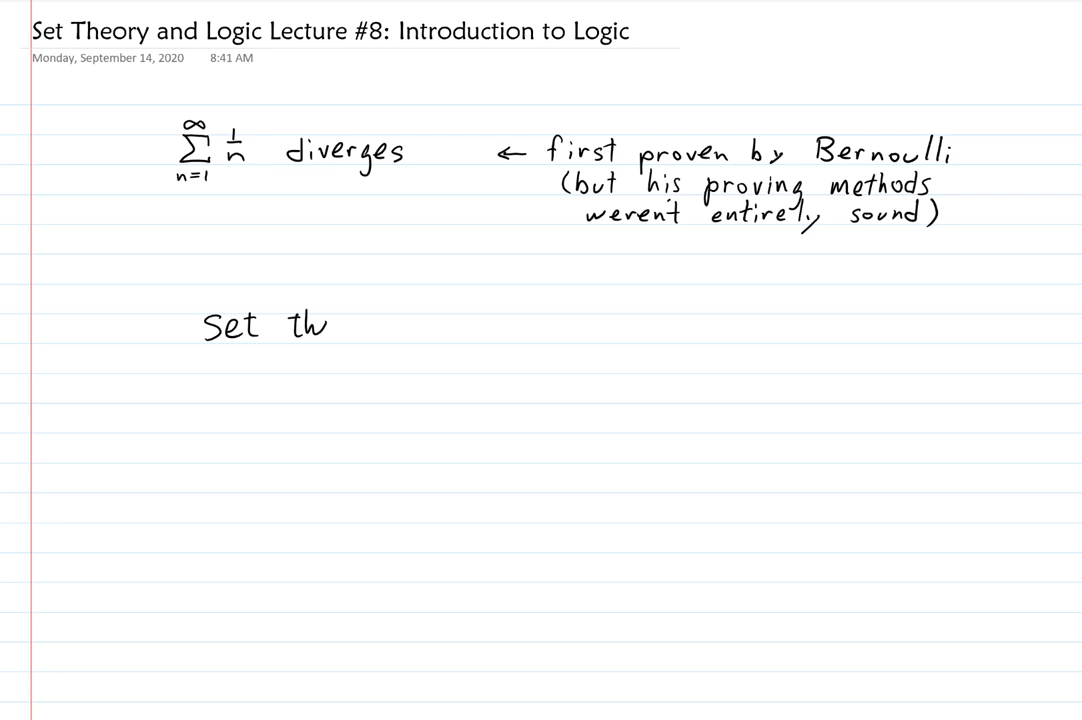 Set Theory and Logic Lecture #8: Introduction to Logic
Monday, September 14, 2020 8:41 AM
∞
∑ 1/n diverges ← first proven by Bernoulli
n=1
(but his proving methods
weren't entirely sound)
Set th